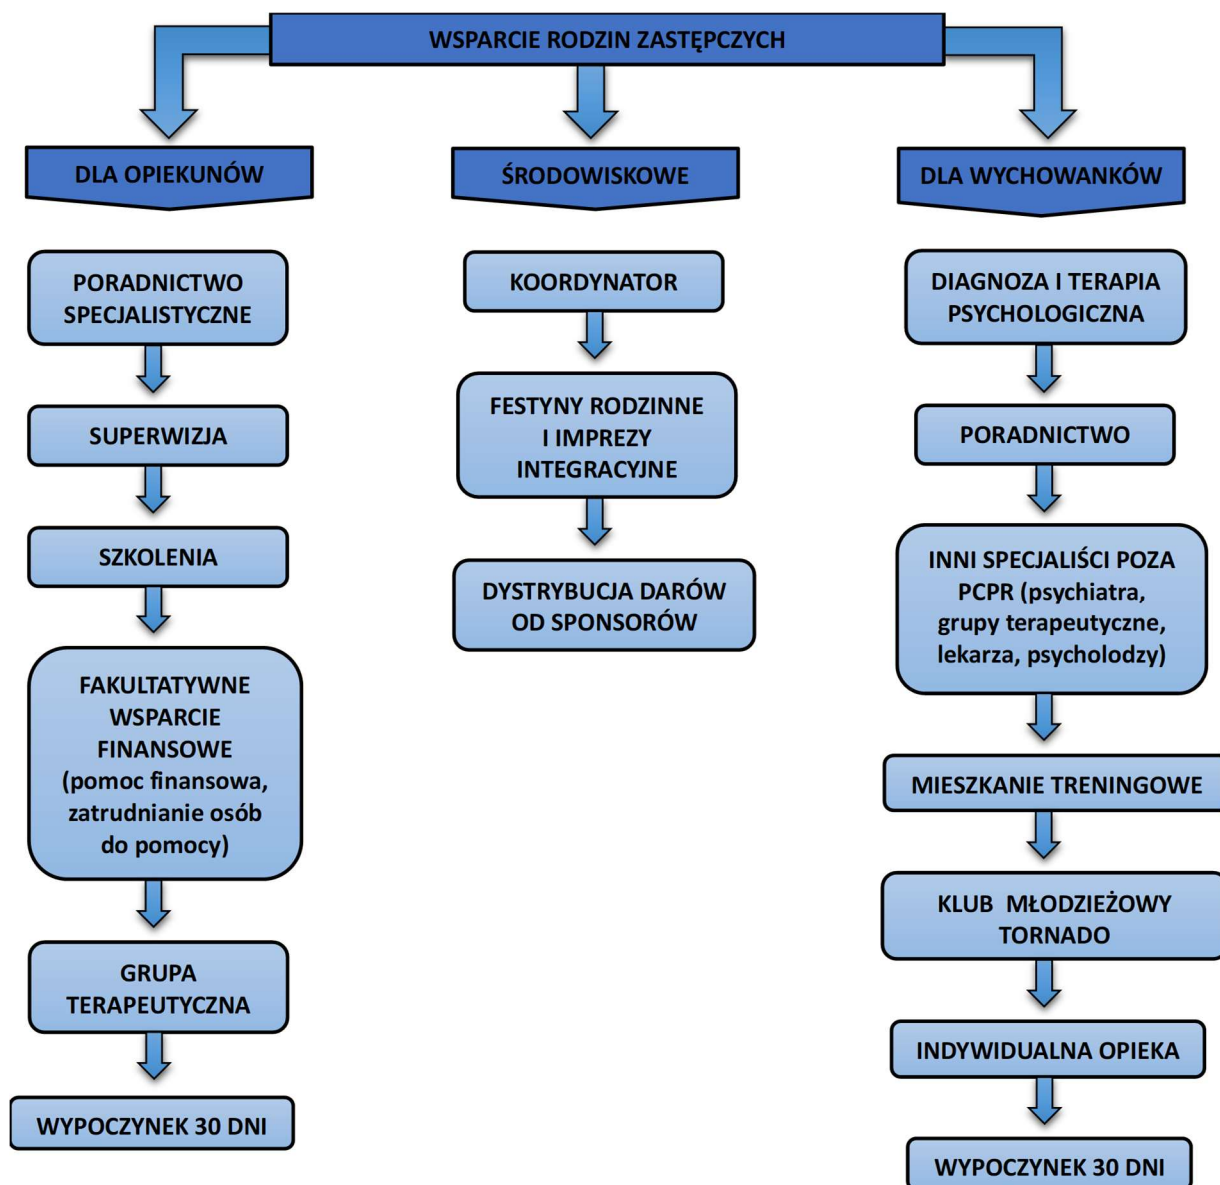 WSPARCIE RODZIN ZASTĘPCZYCH
DLA OPIEKUNÓW
PORADNICTWO
SPECJALISTYCZNE
SUPERWIZJA
SZKOLENIA
FAKULTATYWNE
WSPARCIE
FINANSOWE
(pomoc finansowa,
zatrudnianie osób
do pomocy)
GRUPA
TERAPEUTYCZNA
WYPOCZYNEK 30 DNI
ŚRODOWISKOWE
KOORDYNATOR
FESTYNY RODZINNE
I IMPREZY
INTEGRACYJNE
DYSTRYBUCJA DARÓW
OD SPONSORÓW
DLA WYCHOWANKÓW
DIAGNOZA I TERAPIA
PSYCHOLOGICZNA
PORADNICTWO
INNI SPECJALIŚCI POZA
PCPR (psychiatra,
grupy terapeutyczne,
lekarza, psycholodzy)
MIESZKANIE TRENINGOWE
KLUB MŁODZIEŻOWY
TORNADO
INDYWIDUALNA OPIEKA
WYPOCZYNEK 30 DNI